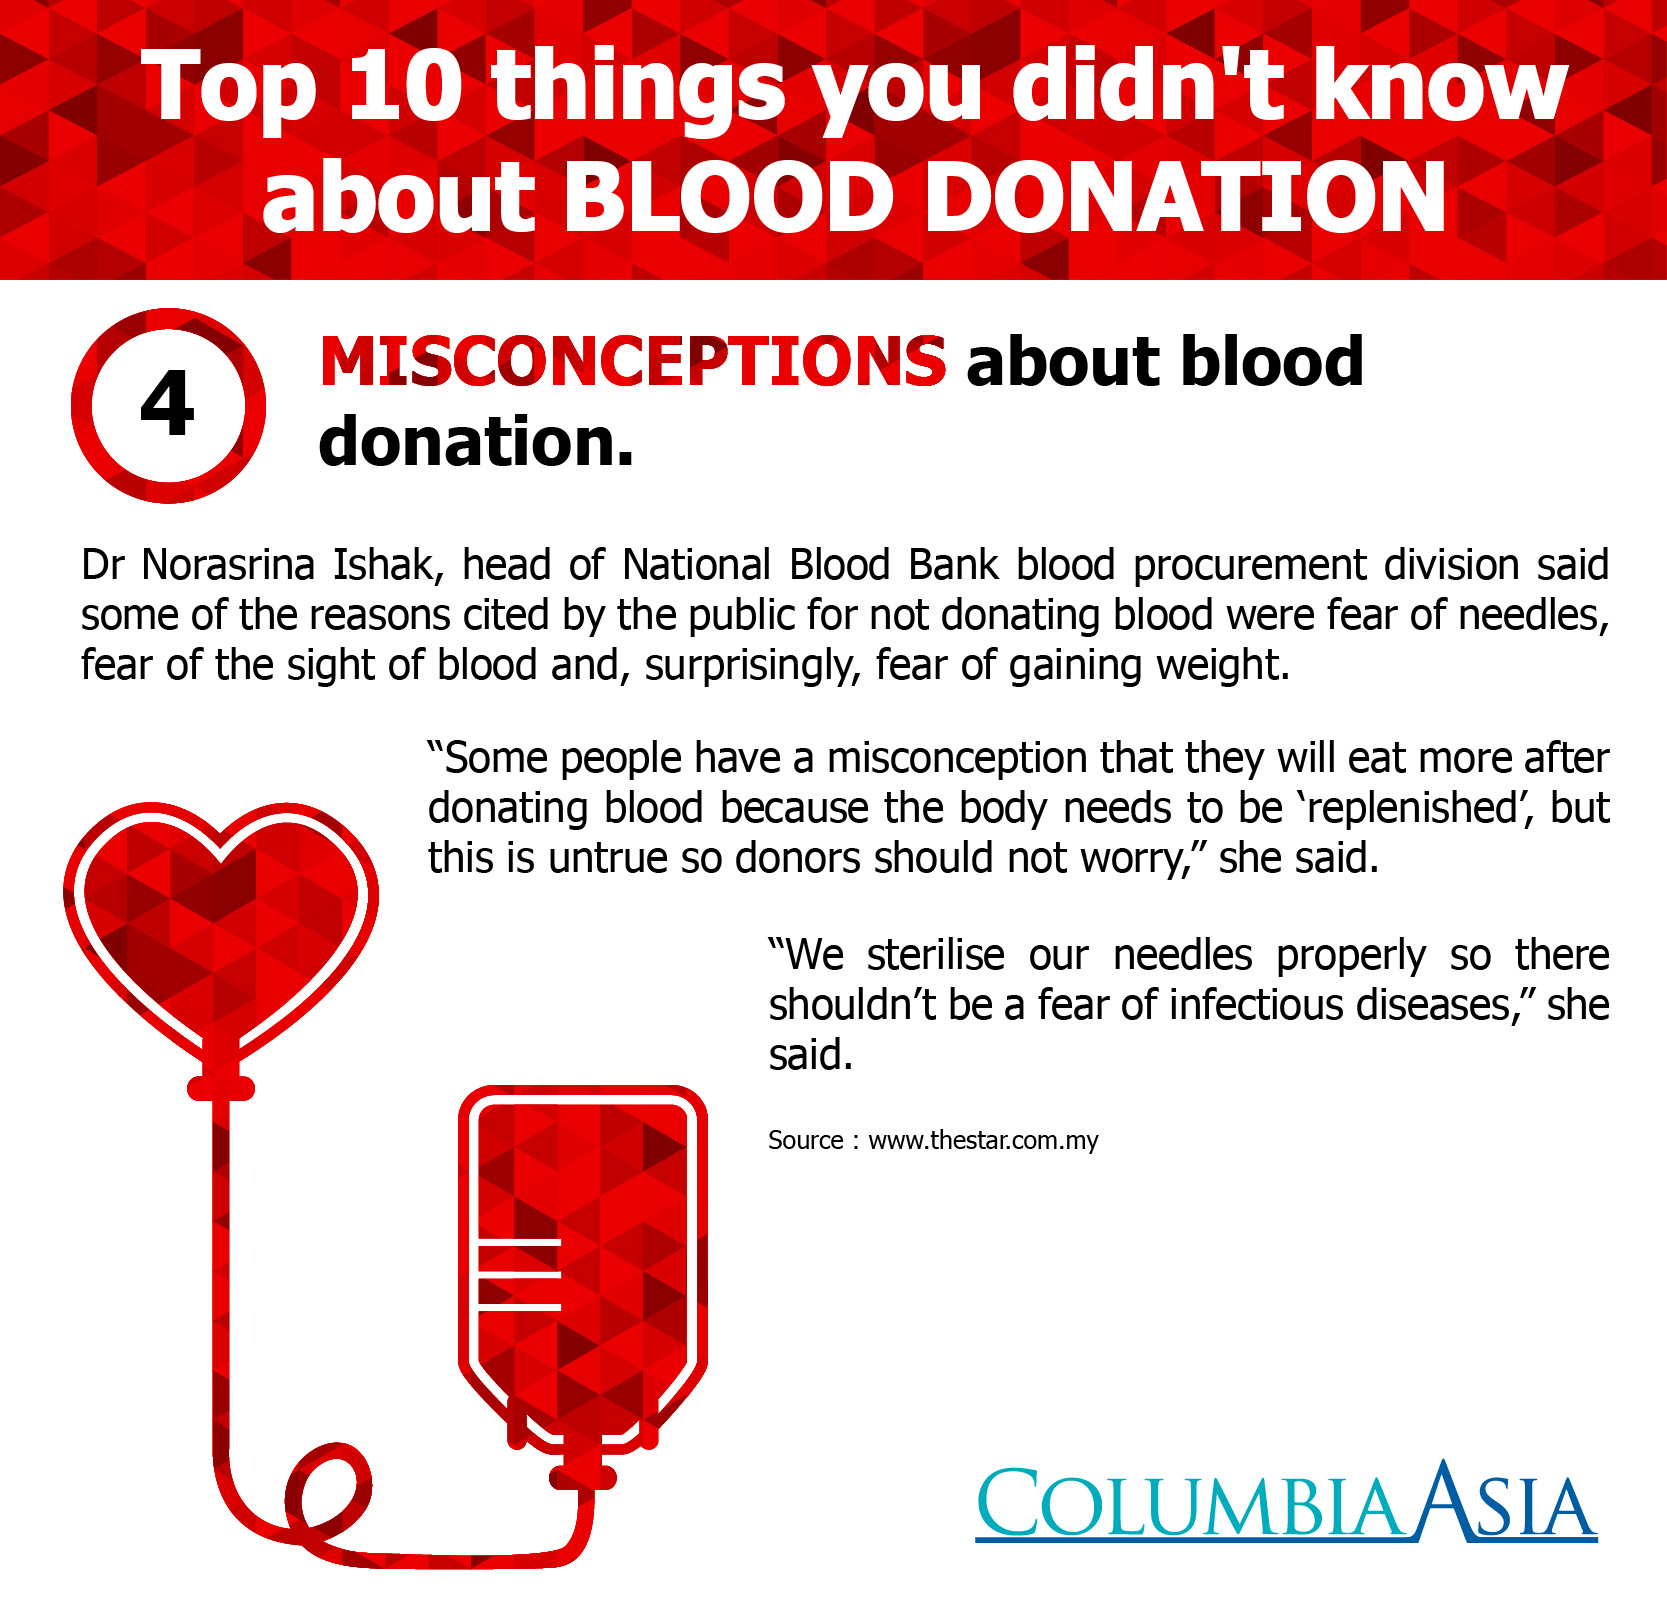 Top 10 things you didn't know
about BLOOD DONATION
4
MISCONCEPTIONS about blood
donation.
Dr Norasrina Ishak, head of National Blood Bank blood procurement division said
some of the reasons cited by the public for not donating blood were fear of needles,
fear of the sight of blood and, surprisingly, fear of gaining weight.
“Some people have a misconception that they will eat more after
donating blood because the body needs to be ‘replenished’, but
this is untrue so donors should not worry,” she said.
“We sterilise our needles properly so there
shouldn’t be a fear of infectious diseases,” she
said.
Source : www.thestar.com.my
COLUMBIAASIA